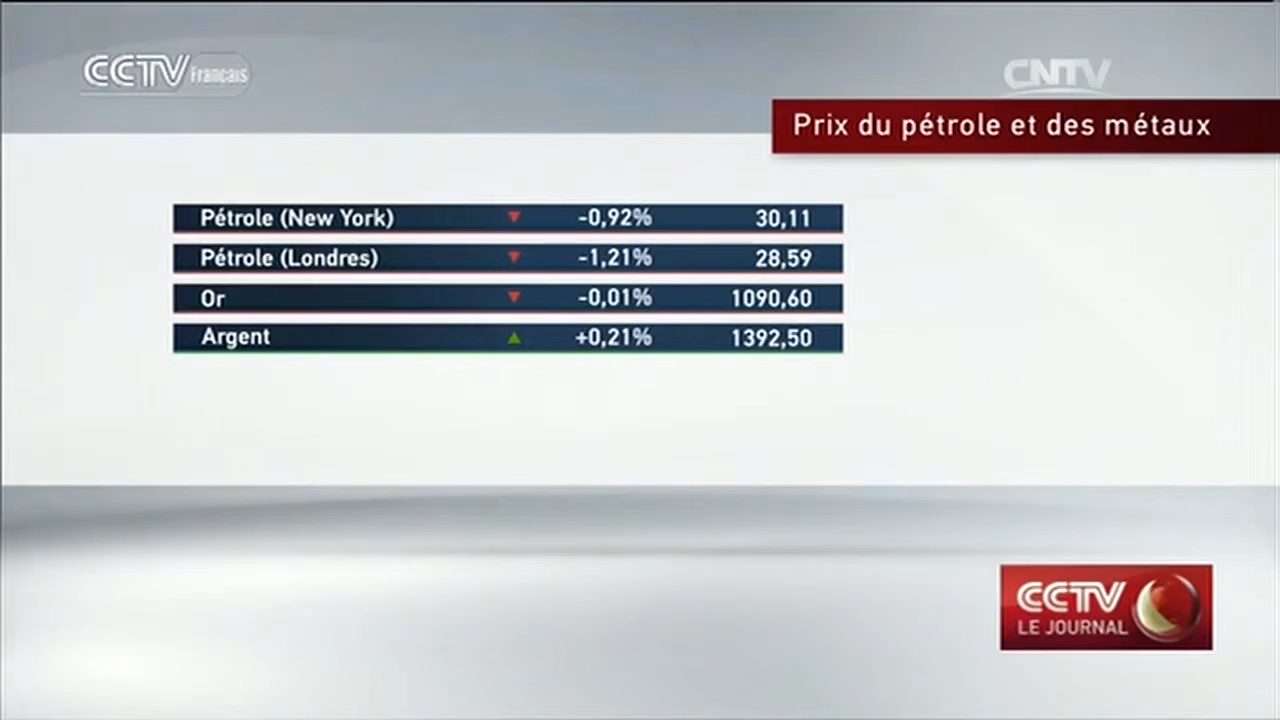 CCTV Français
CNTV
Prix du pétrole et des métaux
Pétrole (New York) -0,92% 30,11
Pétrole (Londres) -1,21% 28,59
Or -0,01% 1090,60
Argent +0,21% 1392,50
CCTV
LE JOURNAL